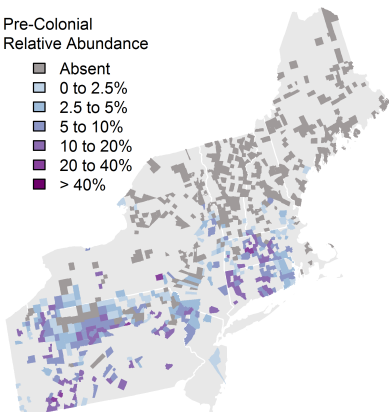 Pre-Colonial
Relative Abundance
Absent
0 to 2.5%
2.5 to 5%
5 to 10%
10 to 20%
20 to 40%
> 40%